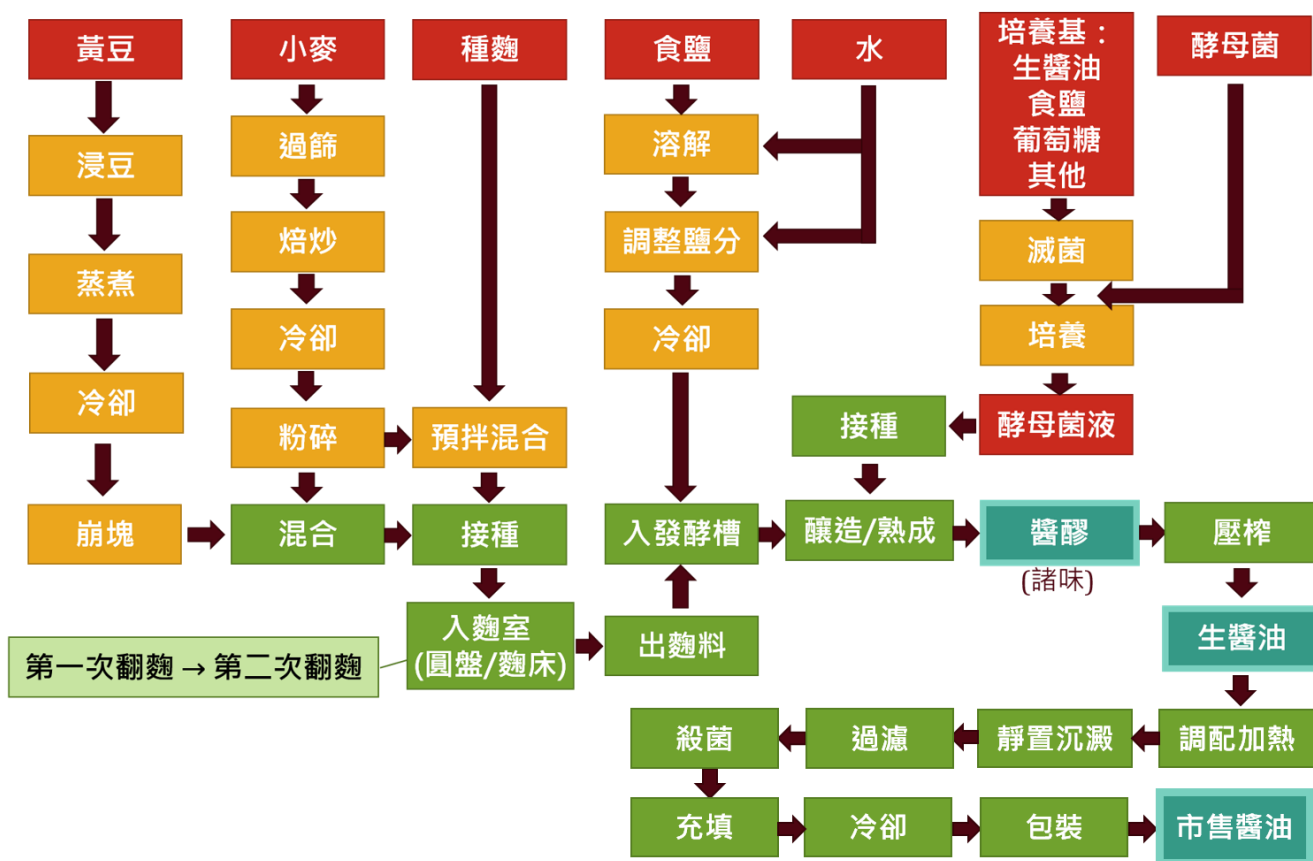 黃豆
小麥
種麴
食鹽
水
培養基：
生醬油
食鹽
葡萄糖
其他
酵母菌
浸豆
過篩
溶解
蒸煮
焙炒
調整鹽分
滅菌
冷卻
冷卻
冷卻
培養
粉碎
預拌混合
接種
酵母菌液
崩塊
混合
接種
入發酵槽
釀造/熟成
醬醪
(諸味)
壓榨
第一次翻麴 → 第二次翻麴
入麴室
(圓盤/麴床)
出麴料
生醬油
殺菌
過濾
靜置沉澱
調配加熱
充填
冷卻
包裝
市售醬油